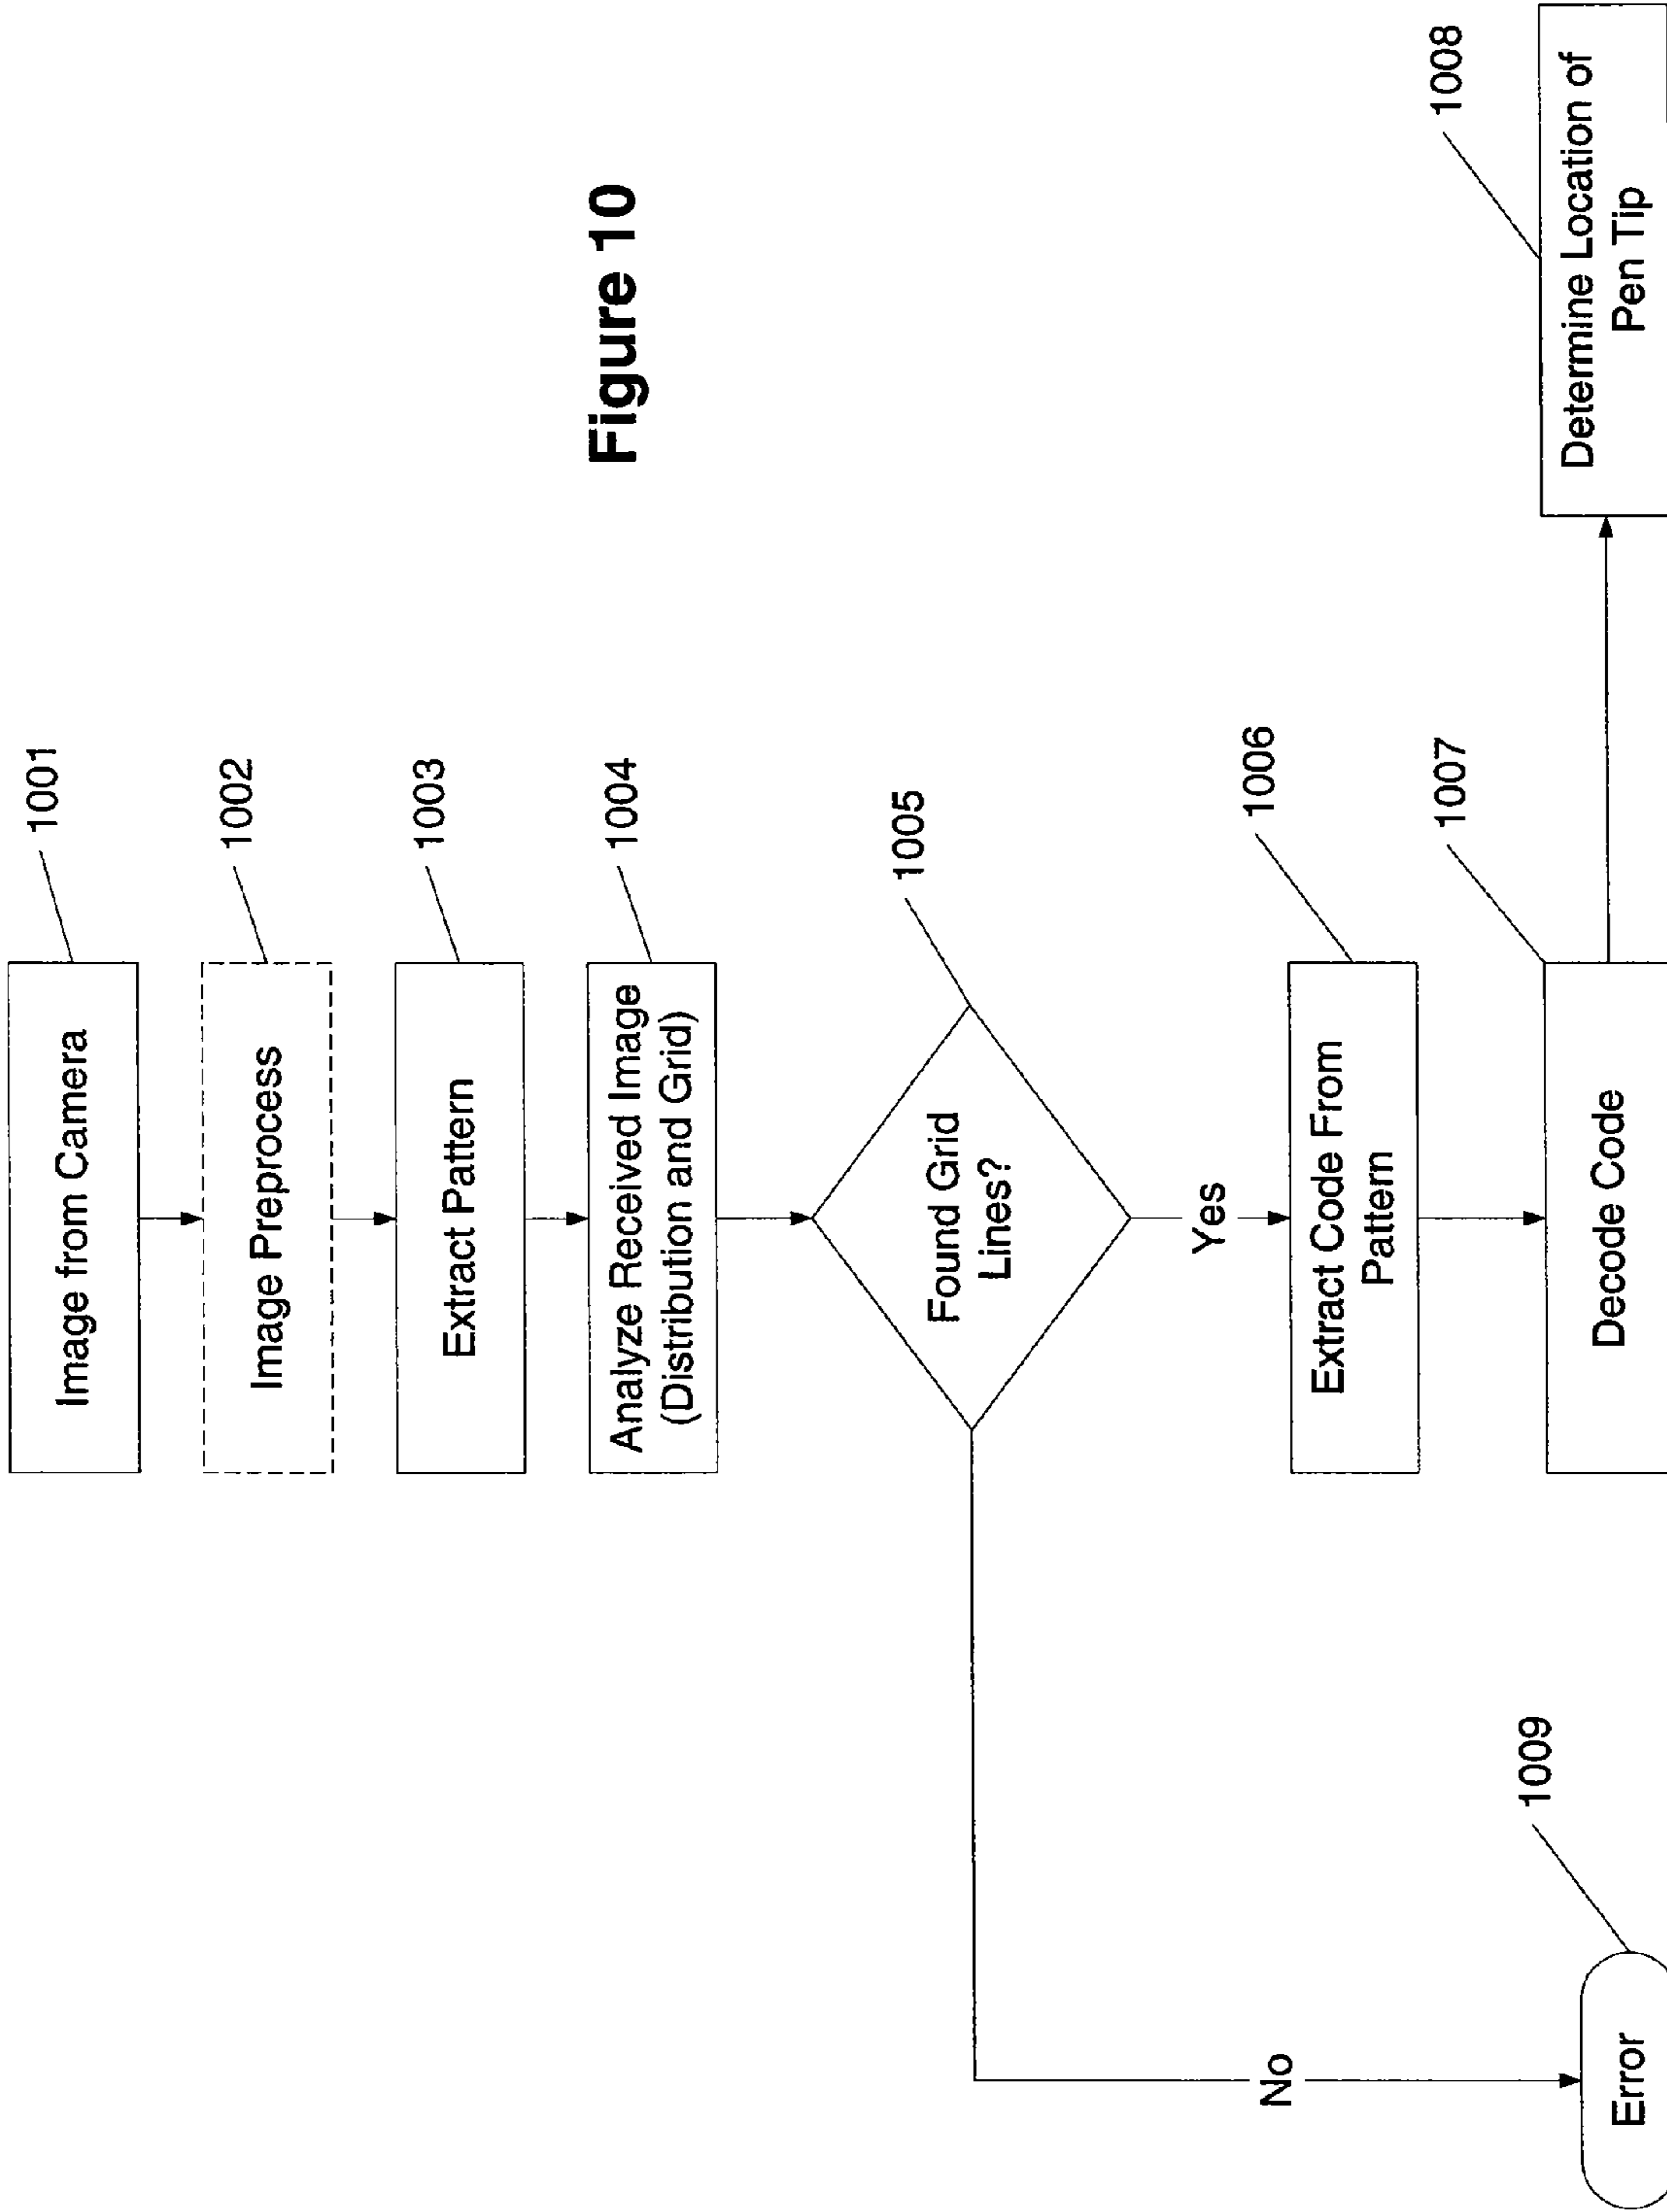 Image from Camera
1001
Image Preprocess
1002
Extract Pattern
1003
Analyze Received Image
(Distribution and Grid)
1004
Found Grid
Lines?
1005
No
Yes
Extract Code From
Pattern
1006
Decode Code
1007
Determine Location of
Pen Tip
1008
Error
1009
Figure 10